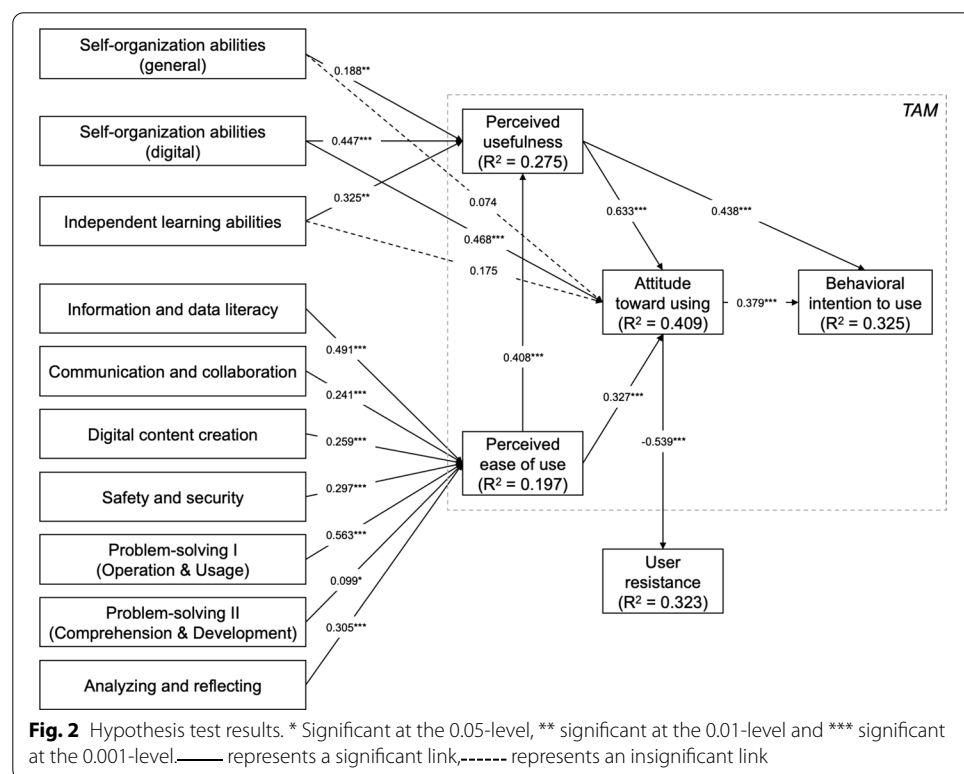 Self-organization abilities
(general)
0.188**
TAM
Self-organization abilities
(digital)
0.447***
Perceived
usefulness
(R² = 0.275)
0.325**
Independent learning abilities
0.074
0.633***
0.438***
0.468***
0.175
Information and data literacy
Attitude
toward using
(R² = 0.409)
0.379***
Behavioral
intention to use
(R² = 0.325)
0.491***
Communication and collaboration
0.408***
0.241***
0.327***
Digital content creation
0.259***
Perceived
ease of use
(R² = 0.197)
-0.539***
Safety and security
0.297***
Problem-solving I
(Operation & Usage)
0.563***
User
resistance
(R² = 0.323)
0.099*
Problem-solving II
(Comprehension & Development)
0.305***
Analyzing and reflecting
Fig. 2 Hypothesis test results. * Significant at the 0.05-level, ** significant at the 0.01-level and *** significant
at the 0.001-level.——— represents a significant link,------ represents an insignificant link